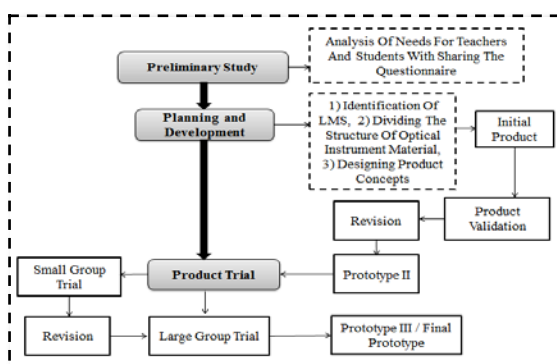 Analysis Of Needs For Teachers
And Students With Sharing The
Questionnaire
Preliminary Study
Planning and
Development
1) Identification Of
LMS, 2) Dividing The
Structure Of Optical
Instrument Material,
3) Designing Product
Concepts
Initial
Product
Product
Validation
Revision
Prototype II
Product Trial
Small Group
Trial
Revision
Large Group Trial
Prototype III / Final
Prototype